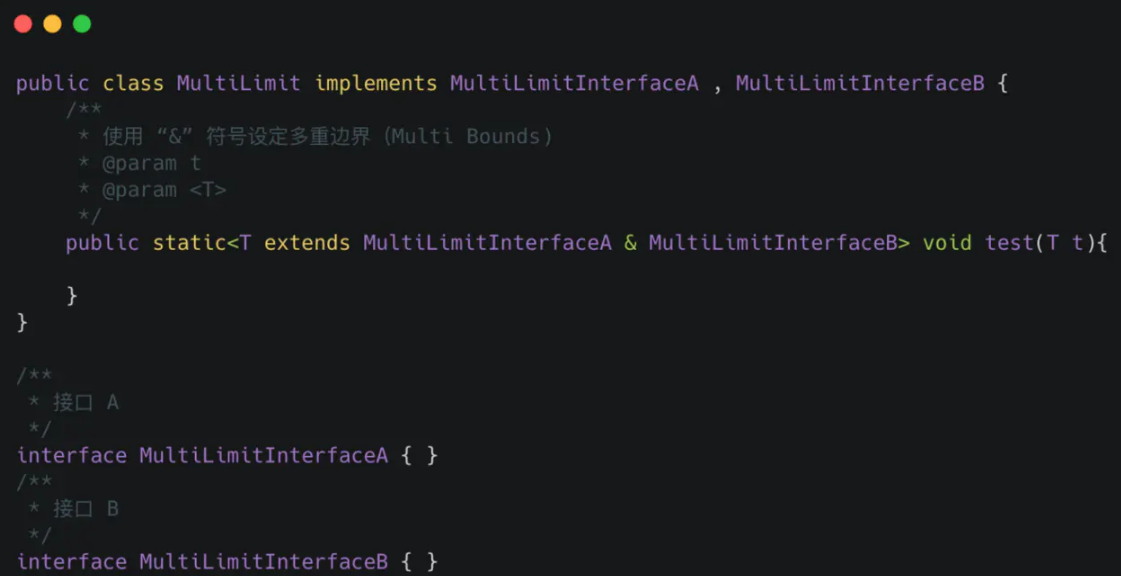 public class MultiLimit implements MultiLimitInterfaceA , MultiLimitInterfaceB {
/**
* 使用 “&” 符号设定多重边界（Multi Bounds)
* @param t
* @param <T>
*/
public static<T extends MultiLimitInterfaceA & MultiLimitInterfaceB> void test(T t){
}
}
/**
* 接口 A
*/
interface MultiLimitInterfaceA { }
/**
* 接口 B
*/
interface MultiLimitInterfaceB { }